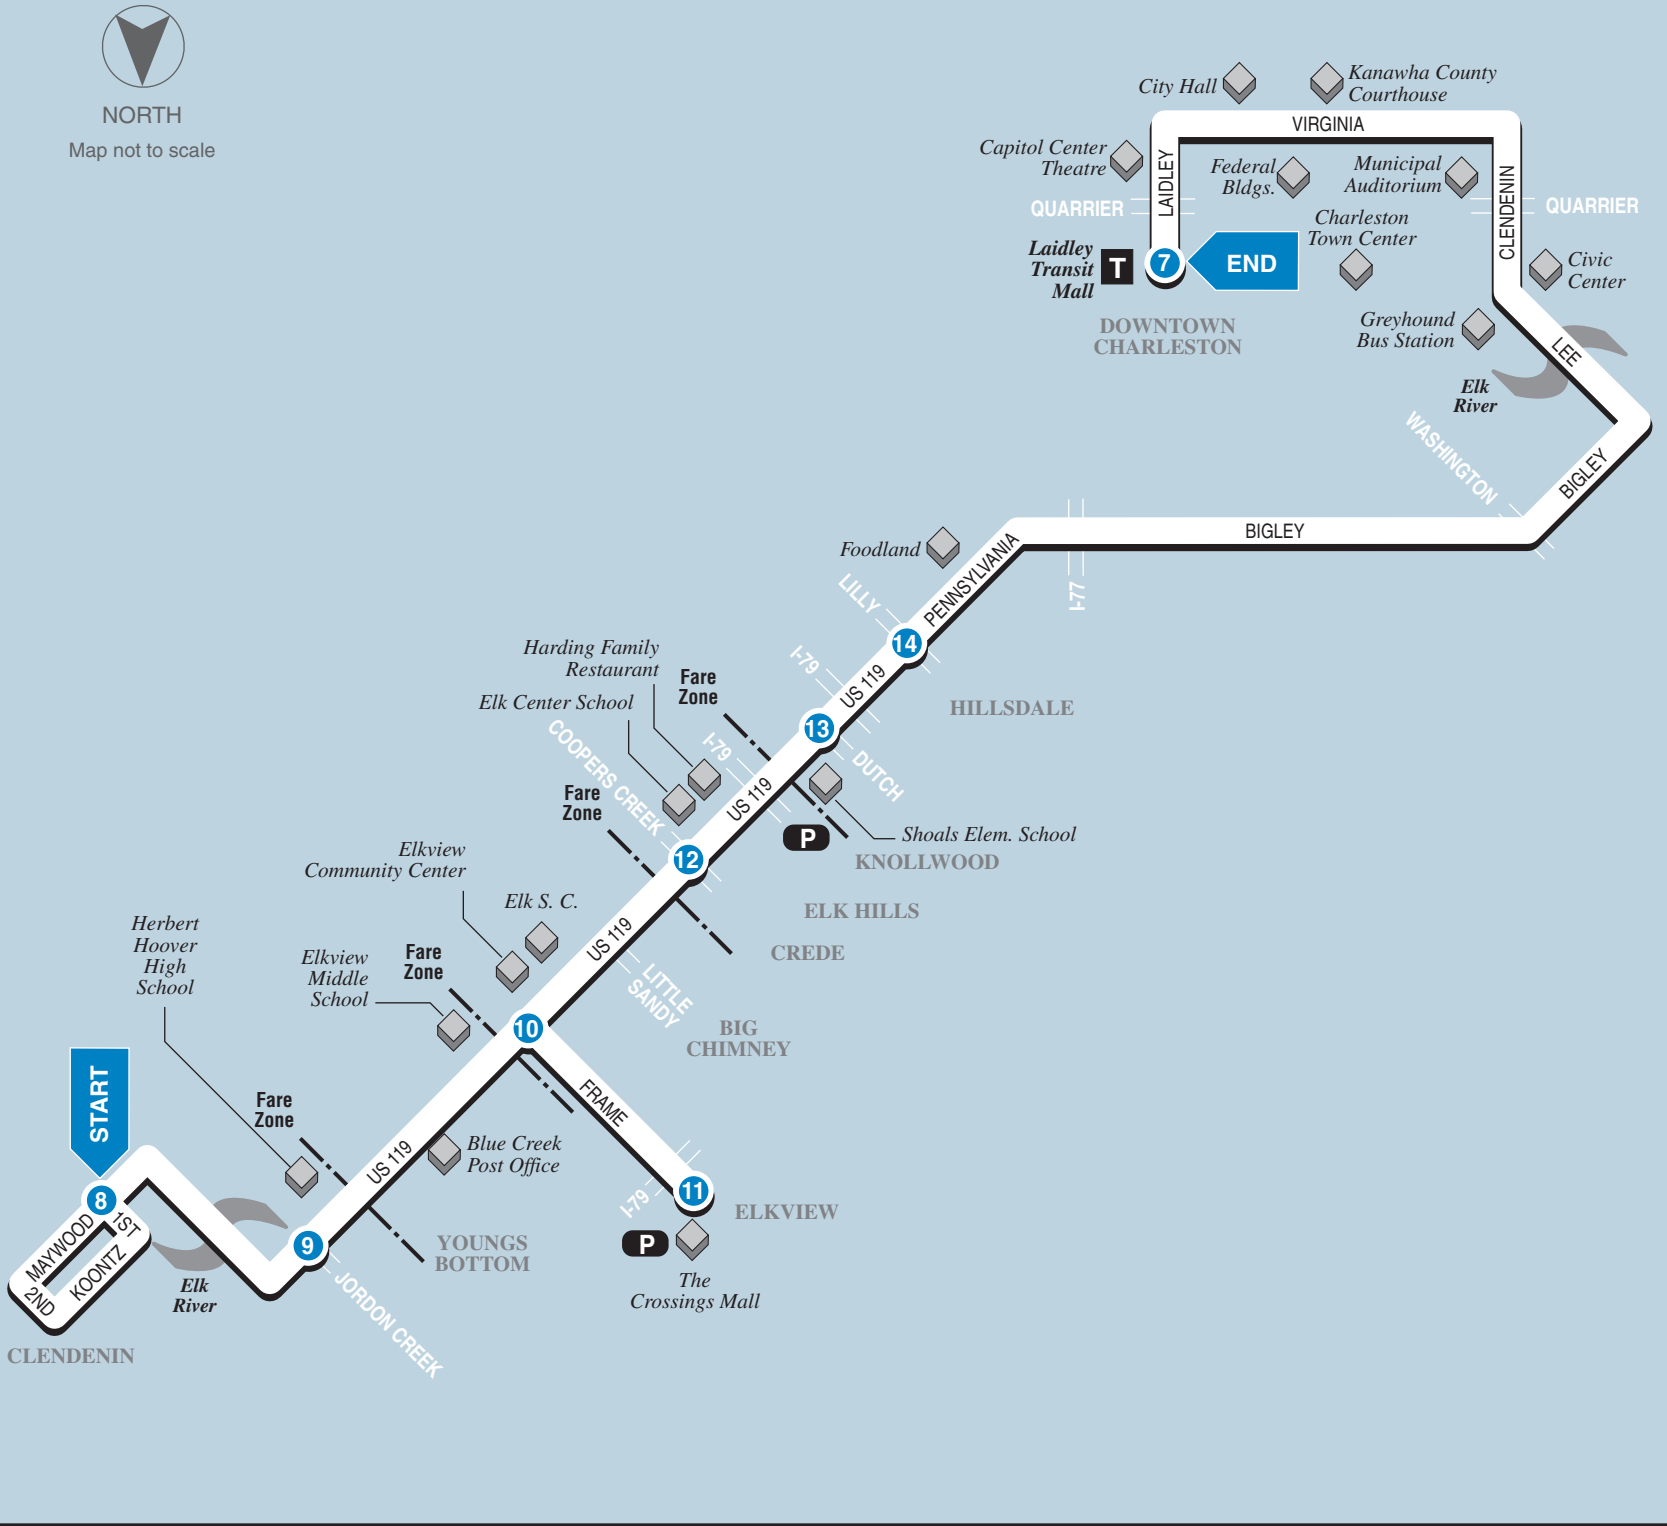 NORTH
Map not to scale
City Hall
Kanawha County
Courthouse
VIRGINIA
Capitol Center
Theatre
LAIDLEY
Federal
Bldgs.
Municipal
Auditorium
CLENDENIN
QUARRIER
QUARRIER
Charleston
Town Center
Laidley
Transit
Mall
T
7
END
Civic
Center
DOWNTOWN
CHARLESTON
Greyhound
Bus Station
LEE
Elk
River
WASHINGTON
BIGLEY
BIGLEY
Foodland
PENNSYLVANIA
I-77
LILLY
14
Harding Family
Restaurant
Fare
Zone
I-79
US 119
HILLSDALE
Elk Center School
13
COOPERS CREEK
I-79
DUTCH
Fare
Zone
US 119
P
Shoals Elem. School
KNOLLWOOD
12
Elkview
Community Center
Elk S. C.
ELK HILLS
CREDE
US 119
Herbert
Hoover
High
School
Elkview
Middle
School
Fare
Zone
LITTLE
SANDY
10
BIG
CHIMNEY
START
Fare
Zone
FRAME
US 119
Blue Creek
Post Office
8
11
I-79
ELKVIEW
MAYWOOD
1ST
KOONTZ
2ND
9
P
YOUNGS
BOTTOM
Elk
River
JORDON CREEK
The
Crossings Mall
CLENDENIN